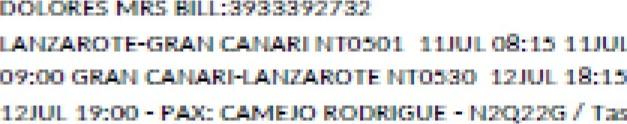 DOLORES MRS BILL:3933392732
LANZAROTE-GRAN CANARI NT0501 11JUL 08:15 11JUL
09:00 GRAN CANARI-LANZAROTE NT0530 12JUL 18:15
12JUL 19:00 - PAX: CAMEJO RODRIGUE - N2Q22G / Tas